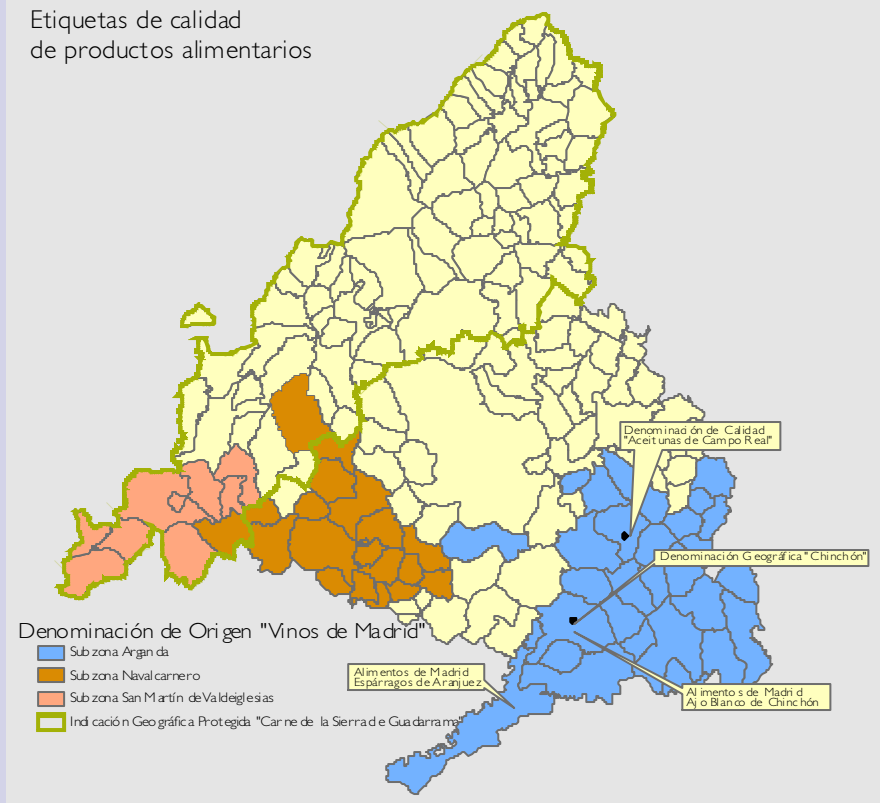 Etiquetas de calidad
de productos alimentarios
Denominación de Calidad
"Aceitunas de Campo Real"
Denominación Geográfica "Chinchón"
Alimentos de Madrid
Espárragos de Aranjuez
Alimentos de Madrid
Ajo Blanco de Chinchón
Denominación de Origen "Vinos de Madrid"
Subzona Arganda
Subzona Navalcarnero
Subzona San Martín de Valdeiglesias
Indicación Geográfica Protegida "Carne de la Sierra de Guadarrama"